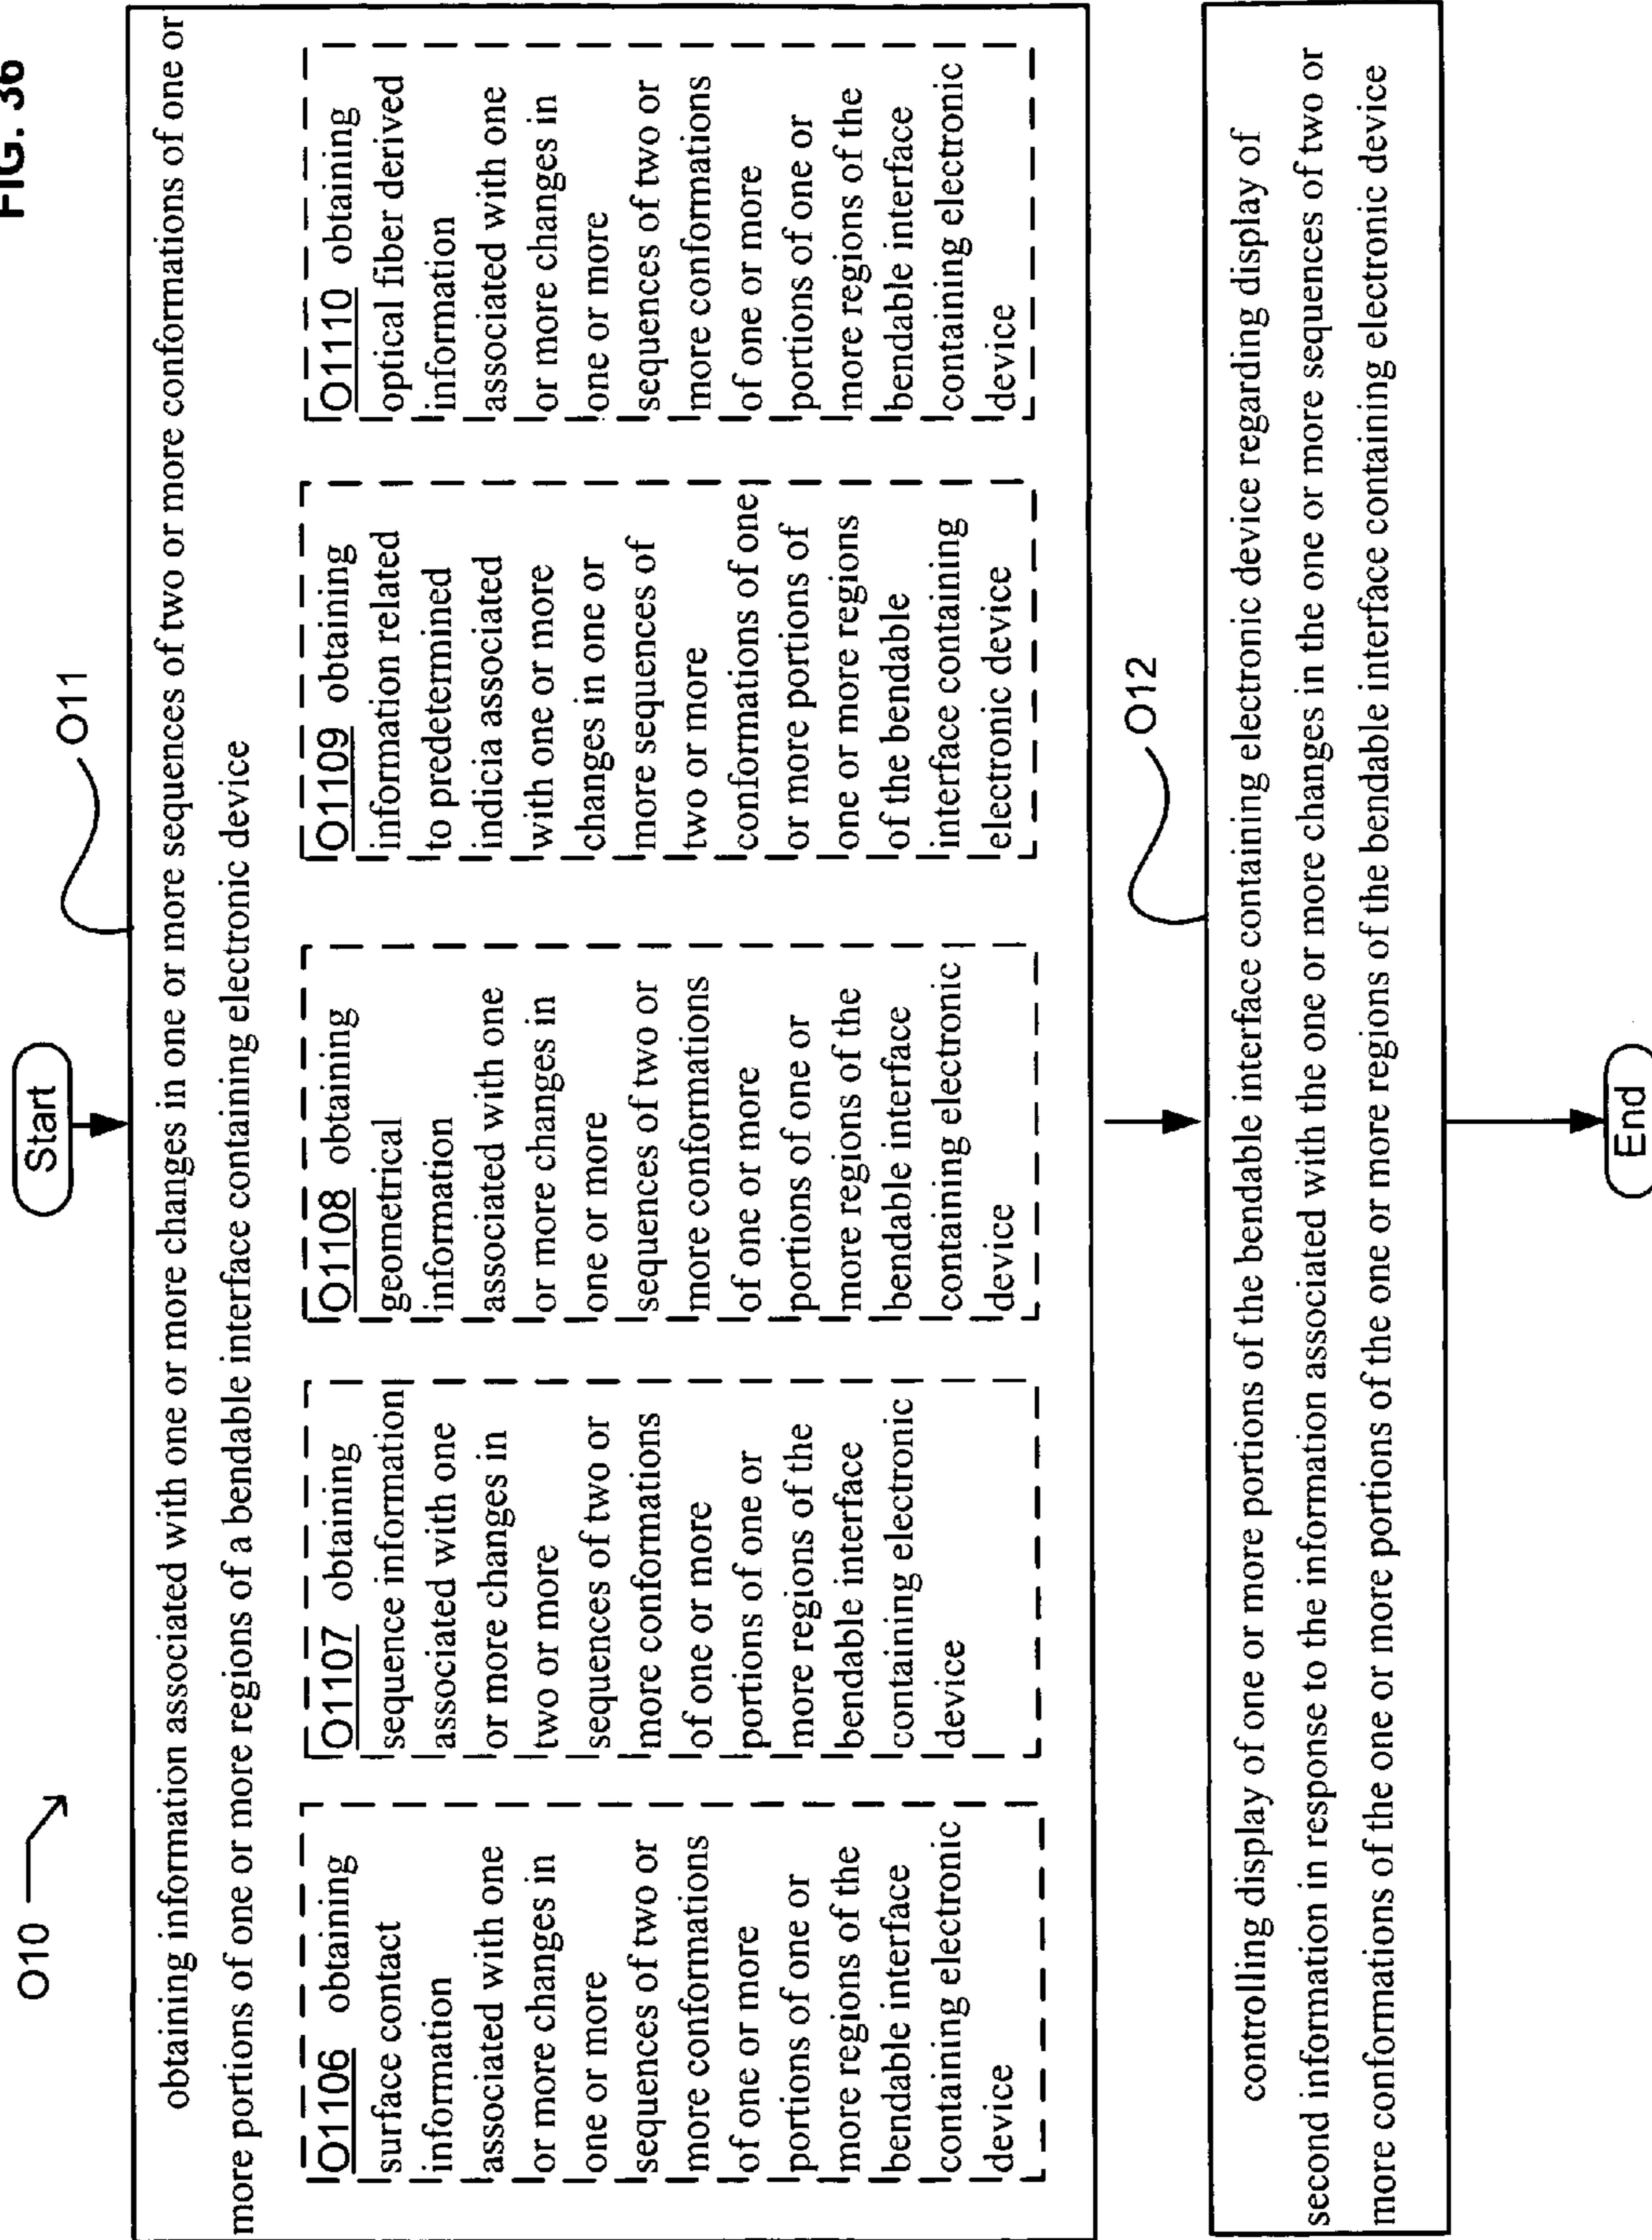 FIG. 36
O10
Start
O11
obtaining information associated with one or more changes in one or more sequences of two or more conformations of one or
more portions of one or more regions of a bendable interface containing electronic device
O1106 obtaining
surface contact
information
associated with one
or more changes in
one or more
sequences of two or
more conformations
of one or more
portions of one or
more regions of the
bendable interface
containing electronic
device
O1107 obtaining
sequence information
associated with one
or more changes in
two or more
sequences of two or
more conformations
of one or more
portions of one or
more regions of the
bendable interface
containing electronic
device
O1108 obtaining
geometrical
information
associated with one
or more changes in
one or more
sequences of two or
more conformations
of one or more
portions of one or
more regions of the
bendable interface
containing electronic
device
O1109 obtaining
information related
to predetermined
indicia associated
with one or more
changes in one or
more sequences of
two or more
conformations of one
or more portions of
one or more regions
of the bendable
interface containing
electronic device
O1110 obtaining
optical fiber derived
information
associated with one
or more changes in
one or more
sequences of two or
more conformations
of one or more
portions of one or
more regions of the
bendable interface
containing electronic
device
O12
controlling display of one or more portions of the bendable interface containing electronic device regarding display of
second information in response to the information associated with the one or more changes in the one or more sequences of two or
more conformations of the one or more portions of the one or more regions of the bendable interface containing electronic device
End